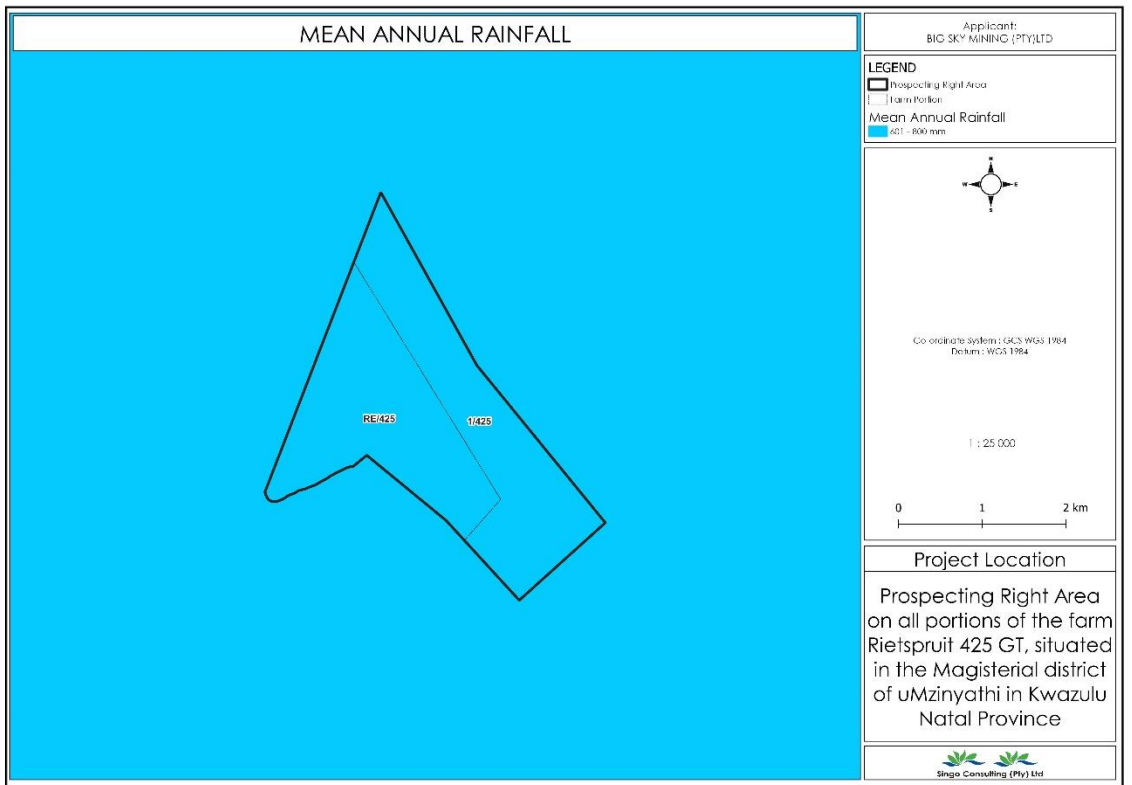 MEAN ANNUAL RAINFALL
RE/425
1/425
Applicant:
BIG SKY MINING (PTY)LTD
LEGEND
Prospecting Right Area
Farm Portion
Mean Annual Rainfall
601 - 800 mm
N
W
E
S
Co ordinate System : GCS WGS 1984
Datum : WGS 1984
1 : 25 000
0 1 2 km
Project Location
Prospecting Right Area
on all portions of the farm
Rietspruit 425 GT, situated
in the Magisterial district
of uMzinyathi in Kwazulu
Natal Province
Singo Consulting (Pty) Ltd